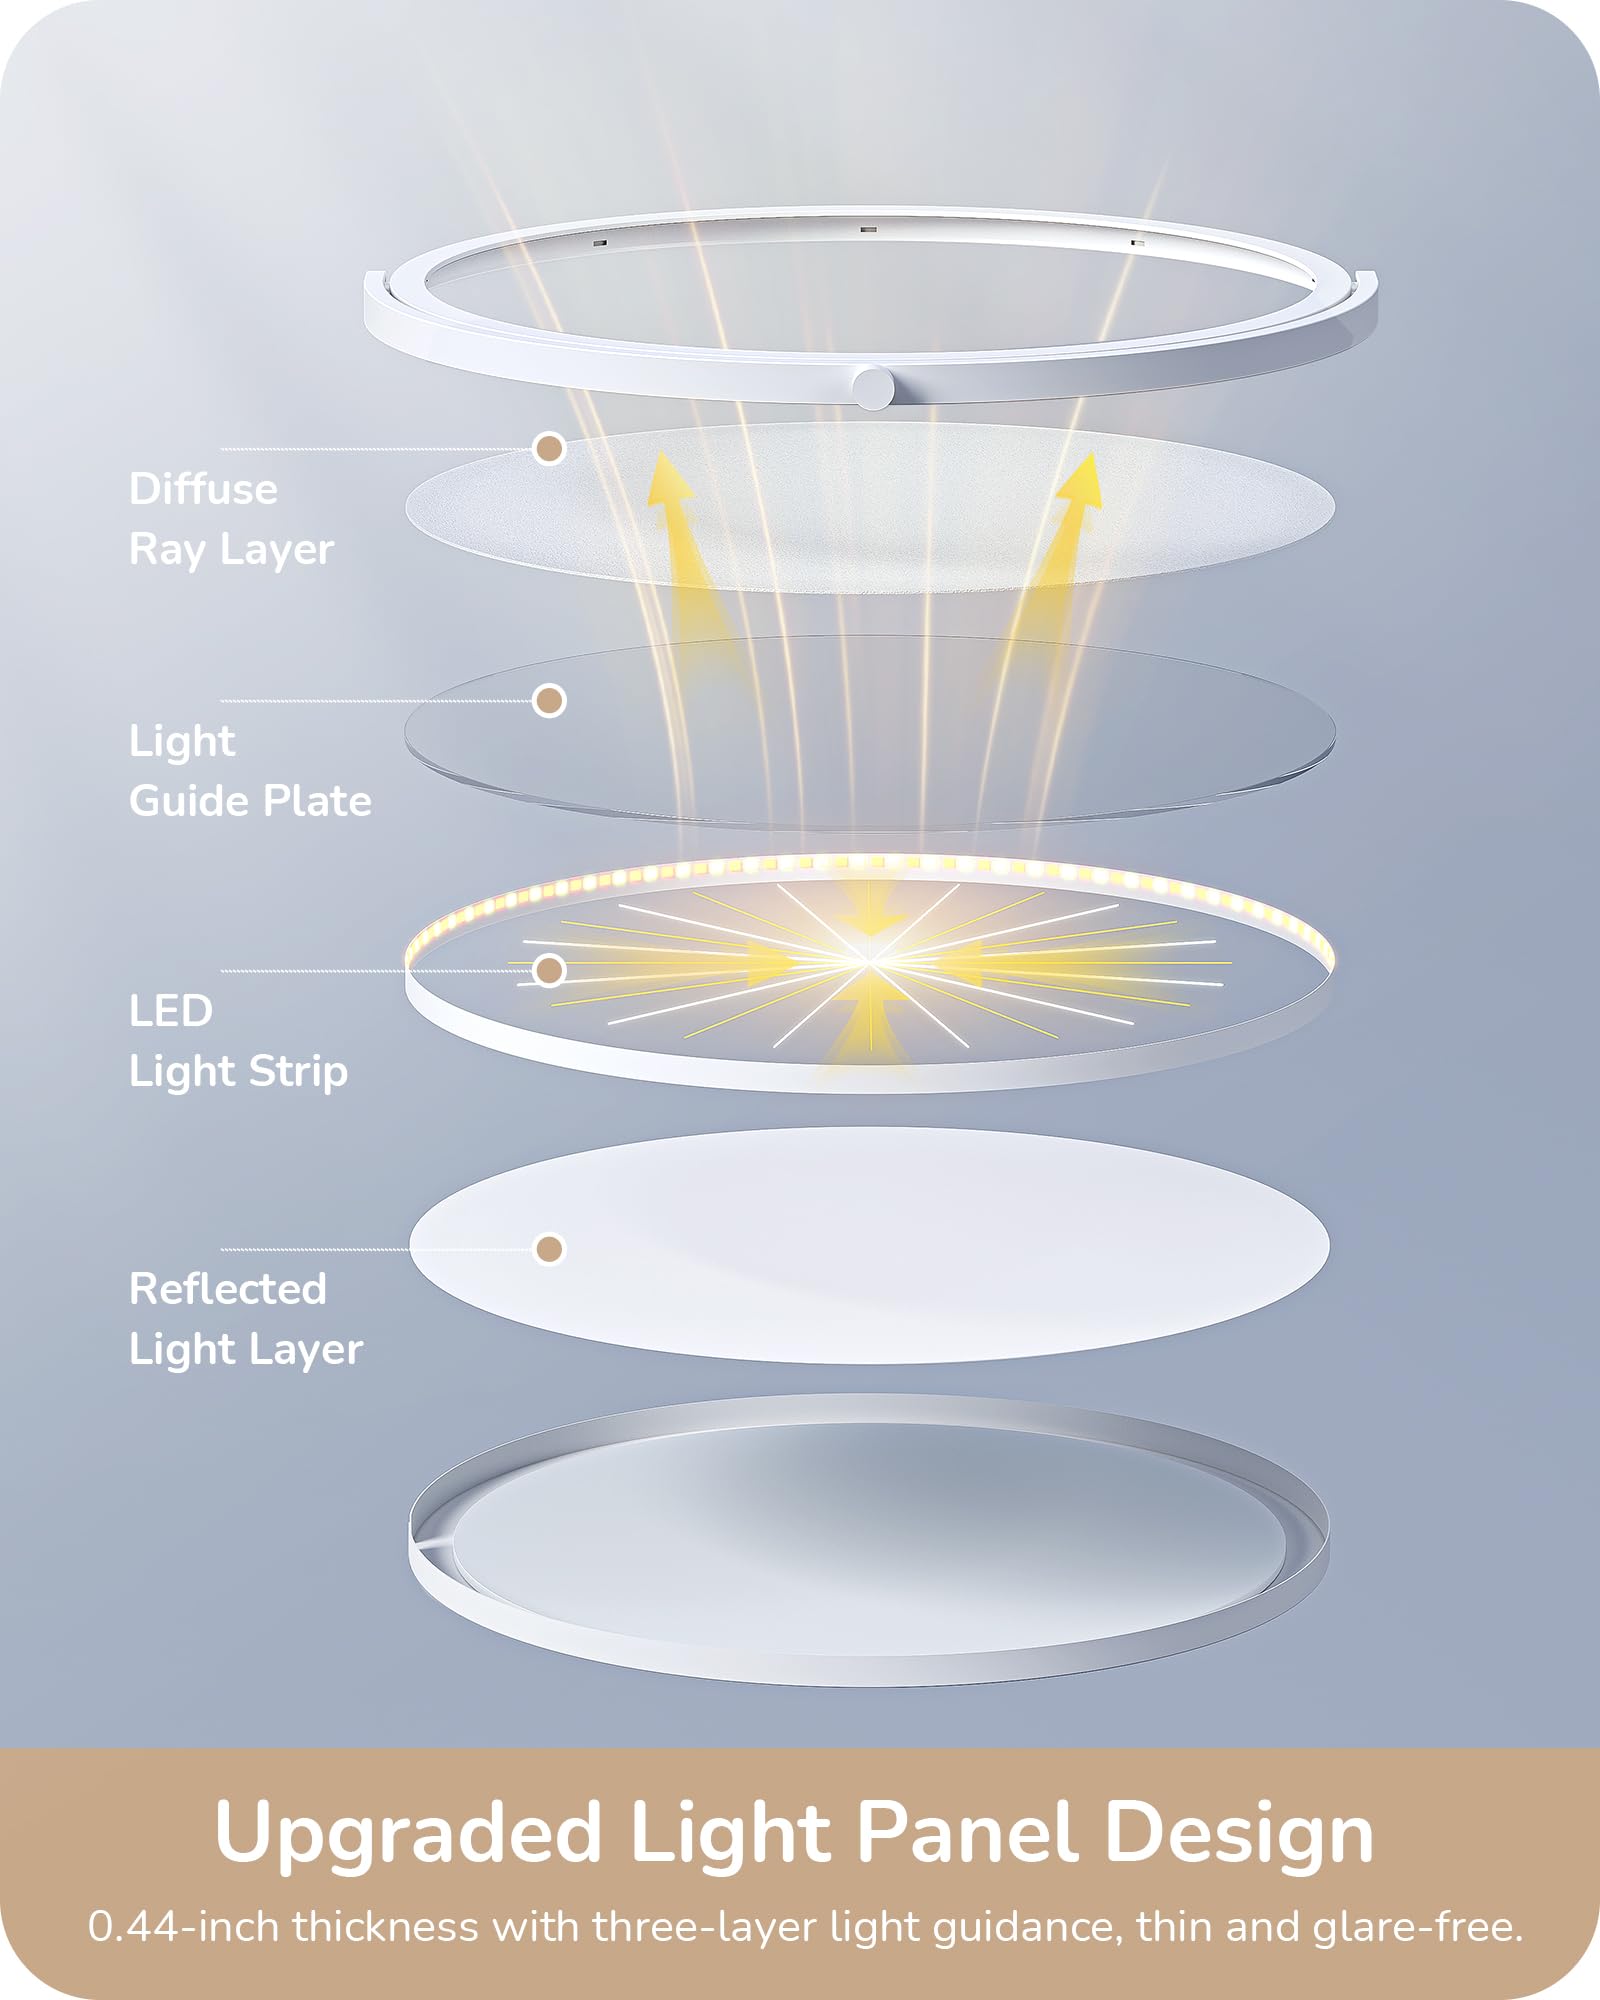 Diffuse
Ray Layer
Light
Guide Plate
LED
Light Strip
Reflected
Light Layer
Upgraded Light Panel Design
0.44-inch thickness with three-layer light guidance, thin and glare-free.